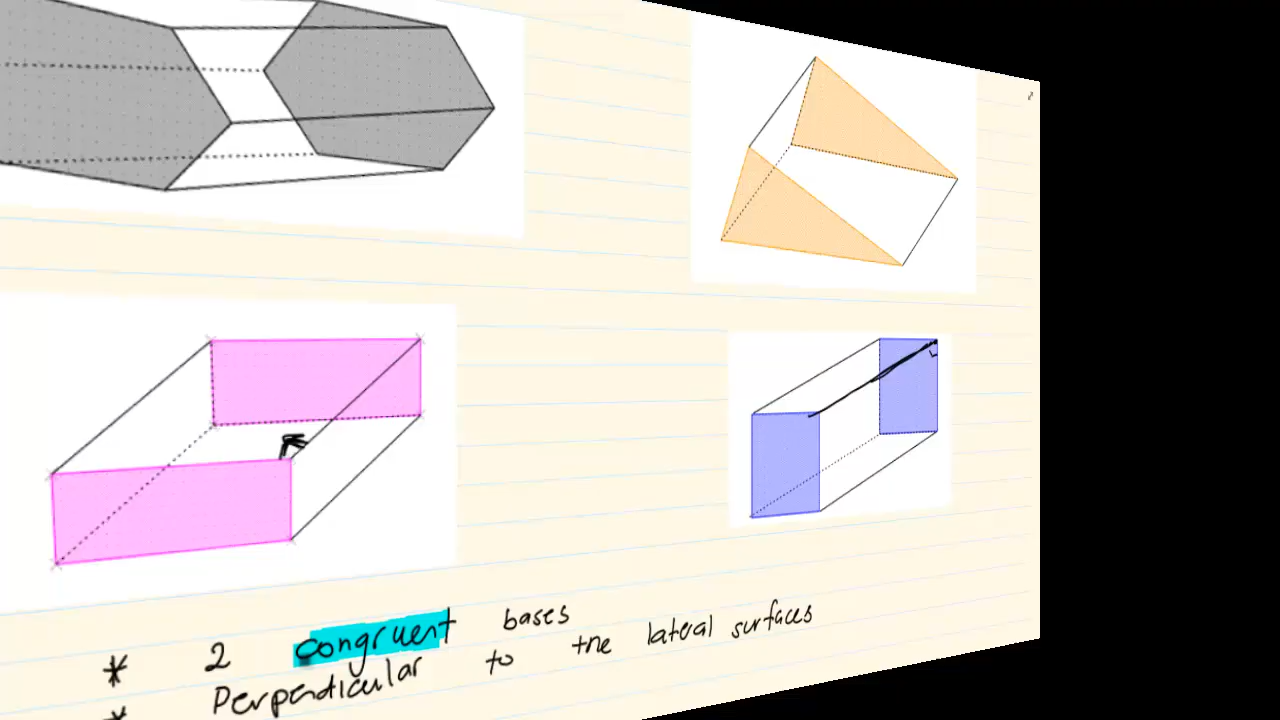 * 2 congruent bases
* Perpendicular to the lateral surfaces